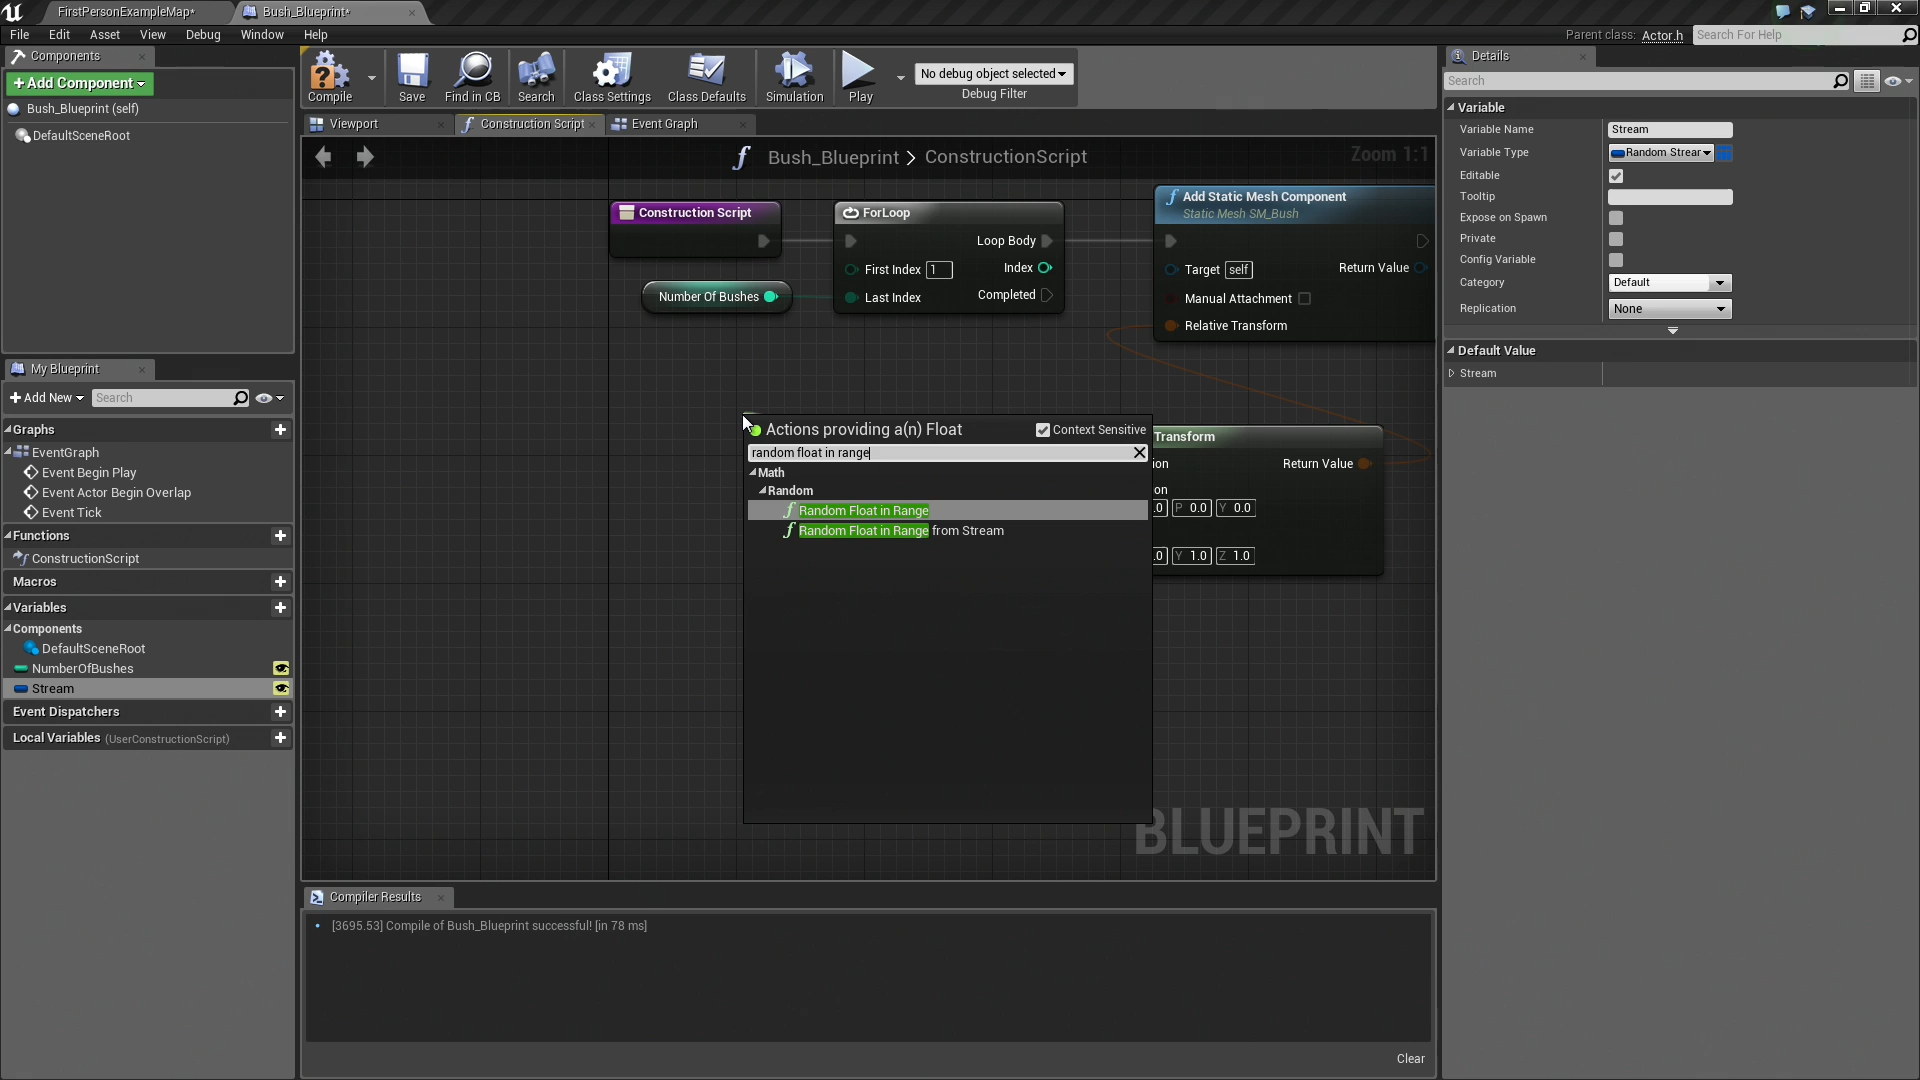 FirstPersonExampleMap*
Bush_Blueprint*
File Edit Asset View Debug Window Help
Parent class: Actor.h Search For Help
Components
+ Add Component
Bush_Blueprint (self)
DefaultSceneRoot
My Blueprint
+ Add New Search
Graphs
EventGraph
Event Begin Play
Event Actor Begin Overlap
Event Tick
Functions
ConstructionScript
Macros
Variables
Components
DefaultSceneRoot
NumberOfBushes
Stream
Event Dispatchers
Local Variables (UserConstructionScript)
Compile Save Find in CB Search Class Settings Class Defaults Simulation Play
No debug object selected
Debug Filter
Viewport Construction Script Event Graph
Bush_Blueprint > ConstructionScript
Zoom 1:1
Construction Script
Number Of Bushes
ForLoop
Loop Body
First Index 1 Index
Last Index Completed
Add Static Mesh Component
Static Mesh SM_Bush
Target self Return Value
Manual Attachment
Relative Transform
Transform
ion Return Value
on
.0 P 0.0 Y 0.0
.0 Y 1.0 Z 1.0
Actions providing a(n) Float Context Sensitive
random float in range
Math
Random
Random Float in Range
Random Float in Range from Stream
BLUEPRINT
Compiler Results
[3695.53] Compile of Bush_Blueprint successful! [in 78 ms]
Clear
Details
Search
Variable
Variable Name Stream
Variable Type Random Strear
Editable
Tooltip
Expose on Spawn
Private
Config Variable
Category Default
Replication None
Default Value
Stream